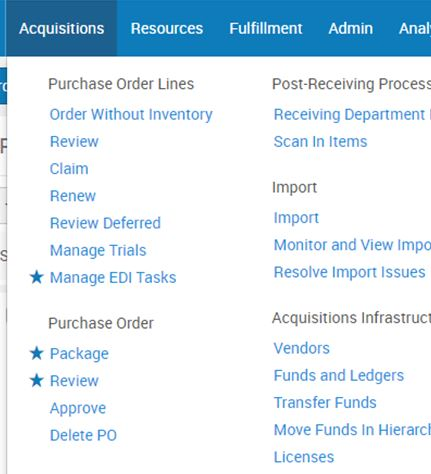 Acquisitions Resources Fulfillment Admin Anal
Purchase Order Lines
Order Without Inventory
Review
Claim
Renew
Review Deferred
Manage Trials
Manage EDI Tasks
Purchase Order
Package
Review
Approve
Delete PO
Post-Receiving Process
Receiving Department
Scan In Items
Import
Import
Monitor and View Impo
Resolve Import Issues
Acquisitions Infrastruct
Vendors
Funds and Ledgers
Transfer Funds
Move Funds In Hierarch
Licenses